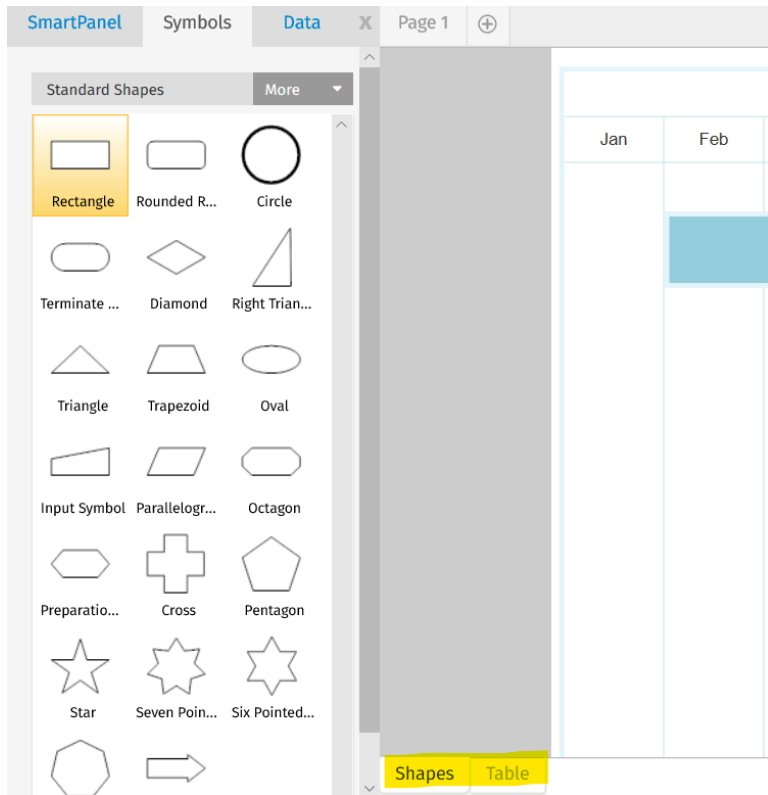 SmartPanel Symbols Data X Page 1
Standard Shapes More
Jan Feb
Rectangle Rounded R... Circle
Terminate ... Diamond Right Trian...
Triangle Trapezoid Oval
Input Symbol Parallelogr... Octagon
Preparatio... Cross Pentagon
Star Seven Poin... Six Pointed...
Shapes Table